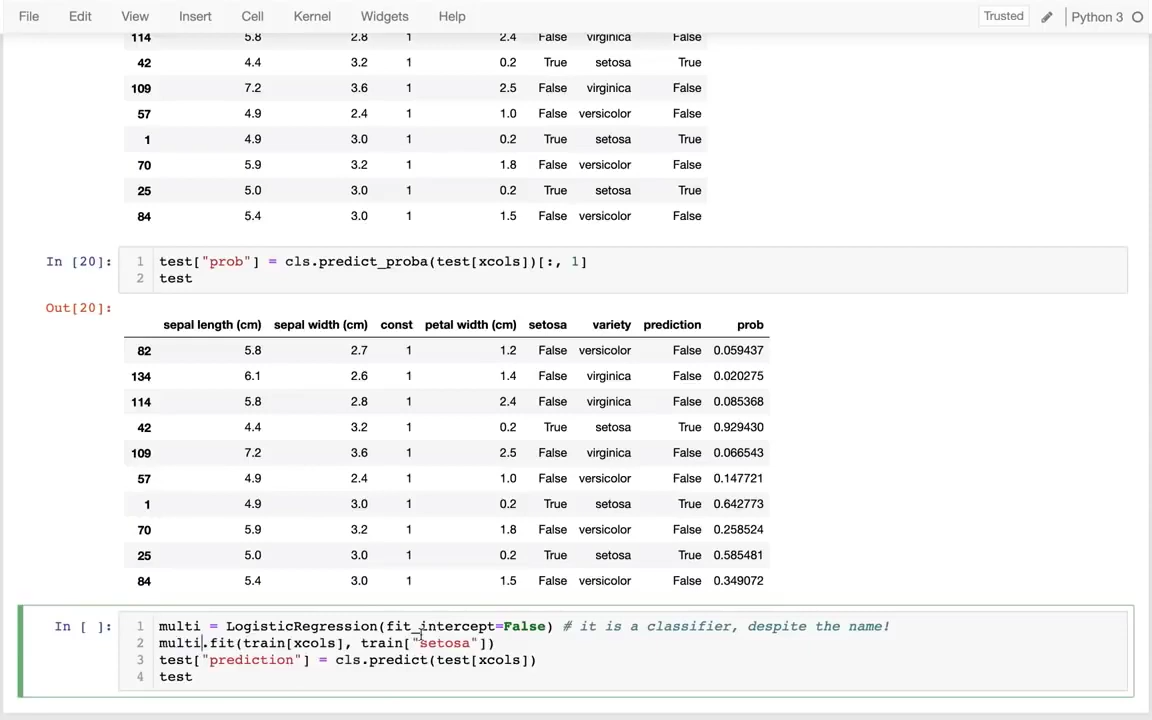 File Edit View Insert Cell Kernel Widgets Help Trusted Python 3
114 5.8 2.8 1 2.4 False virginica False
42 4.4 3.2 1 0.2 True setosa True
109 7.2 3.6 1 2.5 False virginica False
57 4.9 2.4 1 1.0 False versicolor False
1 4.9 3.0 1 0.2 True setosa True
70 5.9 3.2 1 1.8 False versicolor False
25 5.0 3.0 1 0.2 True setosa True
84 5.4 3.0 1 1.5 False versicolor False
In [20]: 1 test["prob"] = cls.predict_proba(test[xcols])[:, 1]
2 test
Out[20]:
sepal length (cm) sepal width (cm) const petal width (cm) setosa variety prediction prob
82 5.8 2.7 1 1.2 False versicolor False 0.059437
134 6.1 2.6 1 1.4 False virginica False 0.020275
114 5.8 2.8 1 2.4 False virginica False 0.085368
42 4.4 3.2 1 0.2 True setosa True 0.929430
109 7.2 3.6 1 2.5 False virginica False 0.066543
57 4.9 2.4 1 1.0 False versicolor False 0.147721
1 4.9 3.0 1 0.2 True setosa True 0.642773
70 5.9 3.2 1 1.8 False versicolor False 0.258524
25 5.0 3.0 1 0.2 True setosa True 0.585481
84 5.4 3.0 1 1.5 False versicolor False 0.349072
In [ ]: 1 multi = LogisticRegression(fit_intercept=False) # it is a classifier, despite the name!
2 multi.fit(train[xcols], train["setosa"])
3 test["prediction"] = cls.predict(test[xcols])
4 test